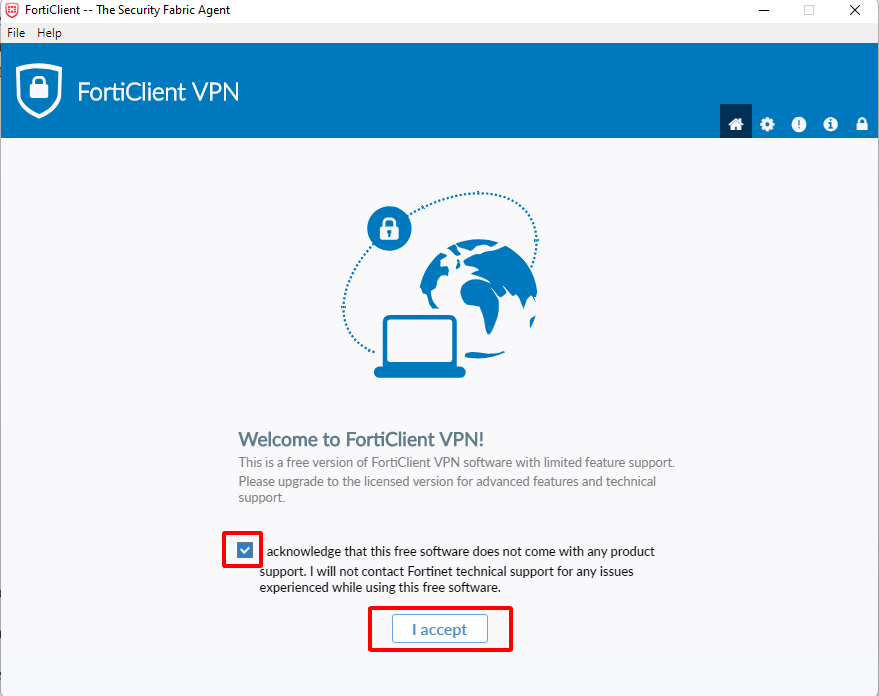 FortiClient -- The Security Fabric Agent
File Help
FortiClient VPN
Welcome to FortiClient VPN!
This is a free version of FortiClient VPN software with limited feature support.
Please upgrade to the licensed version for advanced features and technical
support.
acknowledge that this free software does not come with any product
support. I will not contact Fortinet technical support for any issues
experienced while using this free software.
I accept